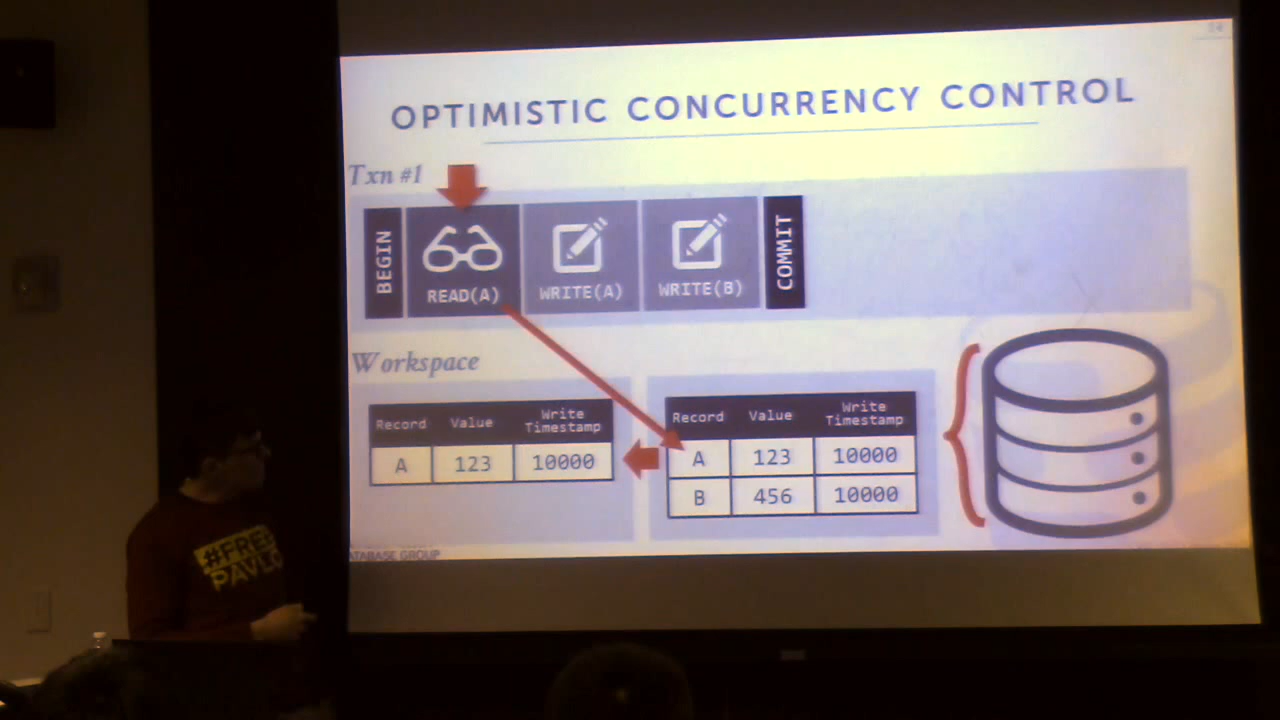 OPTIMISTIC CONCURRENCY CONTROL
Txn #1
BEGIN
READ(A)
WRITE(A)
WRITE(B)
COMMIT
Workspace
Record Value Write Timestamp
A 123 10000
Record Value Write Timestamp
A 123 10000
B 456 10000
ATABASE GROUP
#FREE
PAVLO